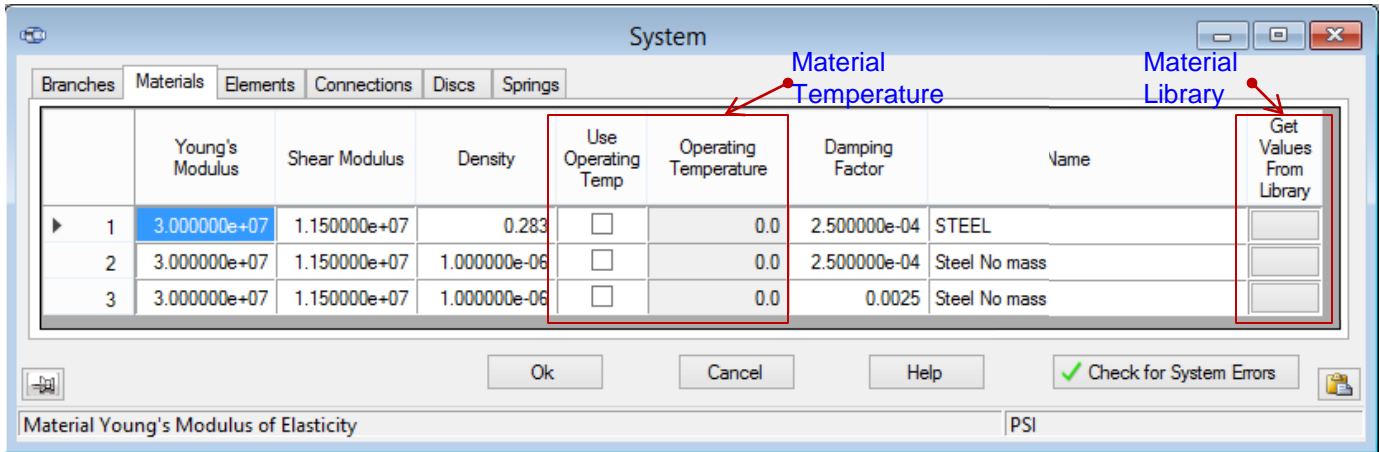 System
Material Temperature
Material Library
Branches Materials Elements Connections Discs Springs
Young's Modulus Shear Modulus Density Use Operating Temp Operating Temperature Damping Factor Name Get Values From Library
1 3.000000e+07 1.150000e+07 0.283 0.0 2.500000e-04 STEEL
2 3.000000e+07 1.150000e+07 1.000000e-06 0.0 2.500000e-04 Steel No mass
3 3.000000e+07 1.150000e+07 1.000000e-06 0.0 0.0025 Steel No mass
Ok Cancel Help Check for System Errors
Material Young's Modulus of Elasticity PSI